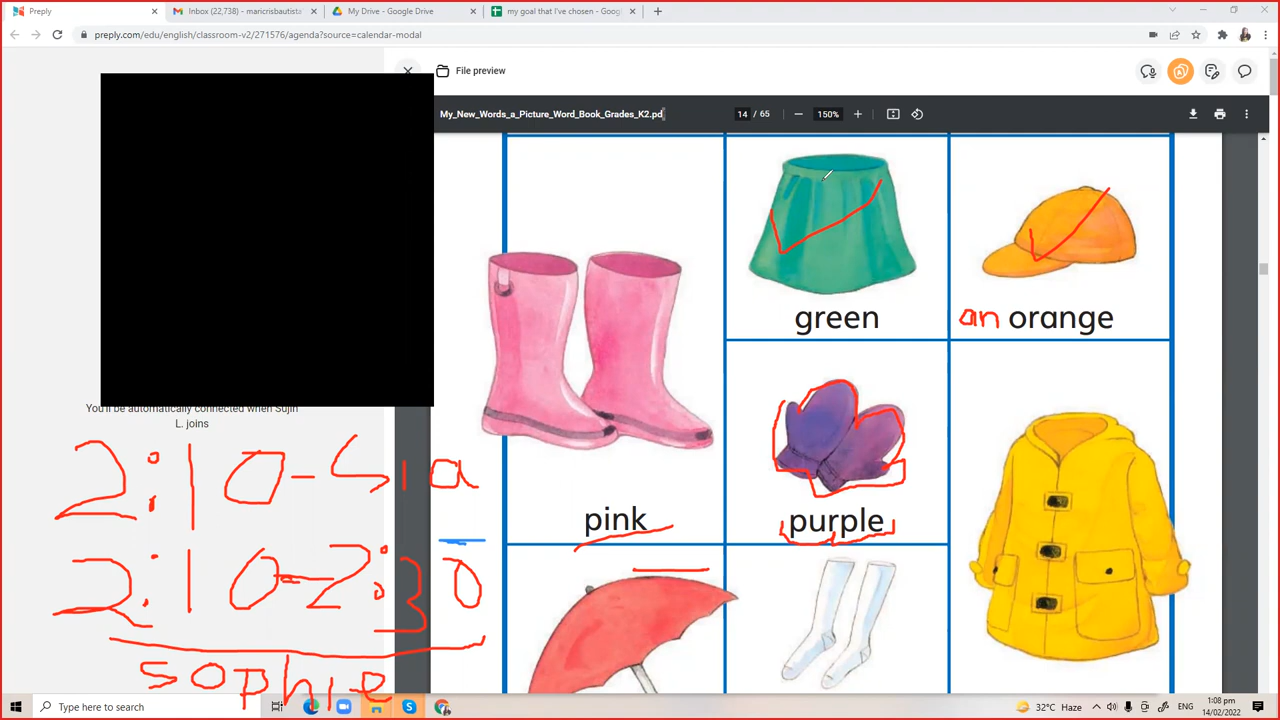 Preply
Inbox (22,738) - maricrisbautista
My Drive - Google Drive
my goal that I've chosen - Goog
preply.com/edu/english/classroom-v2/271576/agenda?source=calendar-modal
File preview
My_New_Words_a_Picture_Word_Book_Grades_K2.pd
14 / 65
150%
green
an orange
You'll be automatically connected when Sujin
L. joins
2:10 - Sia
pink
purple
2:10 - 2:30
sophie
Type here to search
32°C Haze
ENG
1:08 pm
14/02/2022